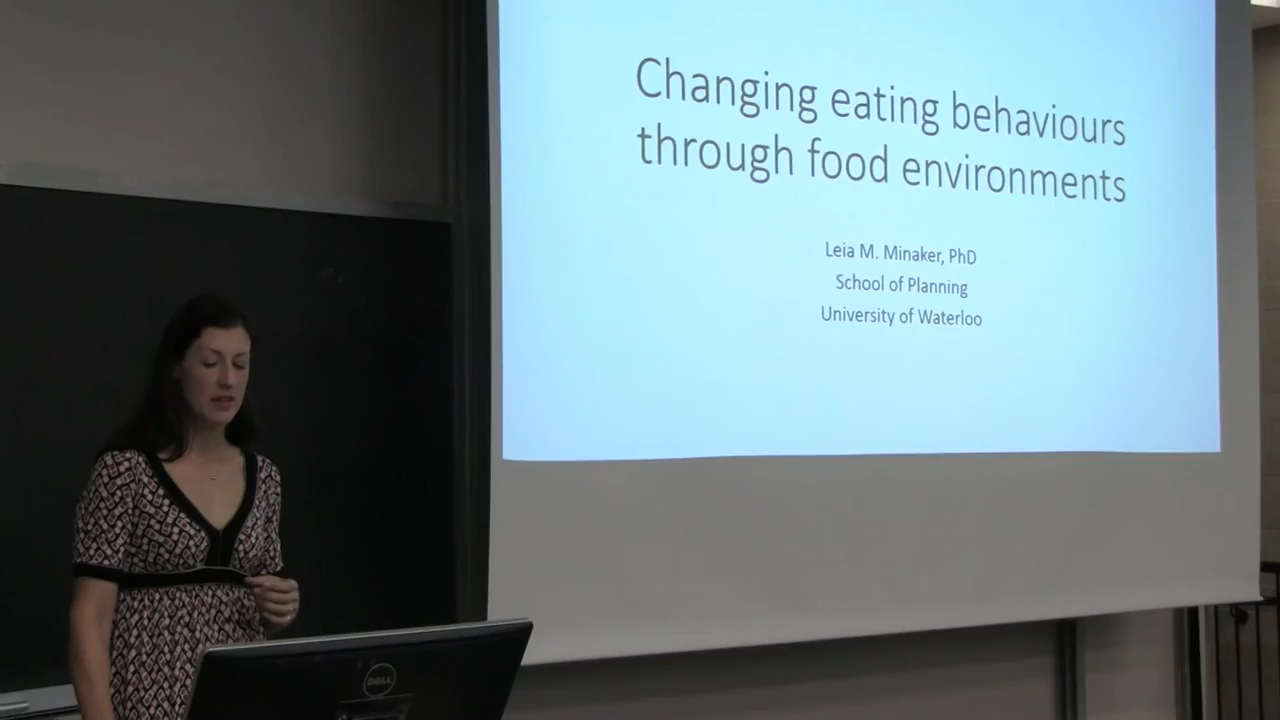 Changing eating behaviours
through food environments
Leia M. Minaker, PhD
School of Planning
University of Waterloo
DELL